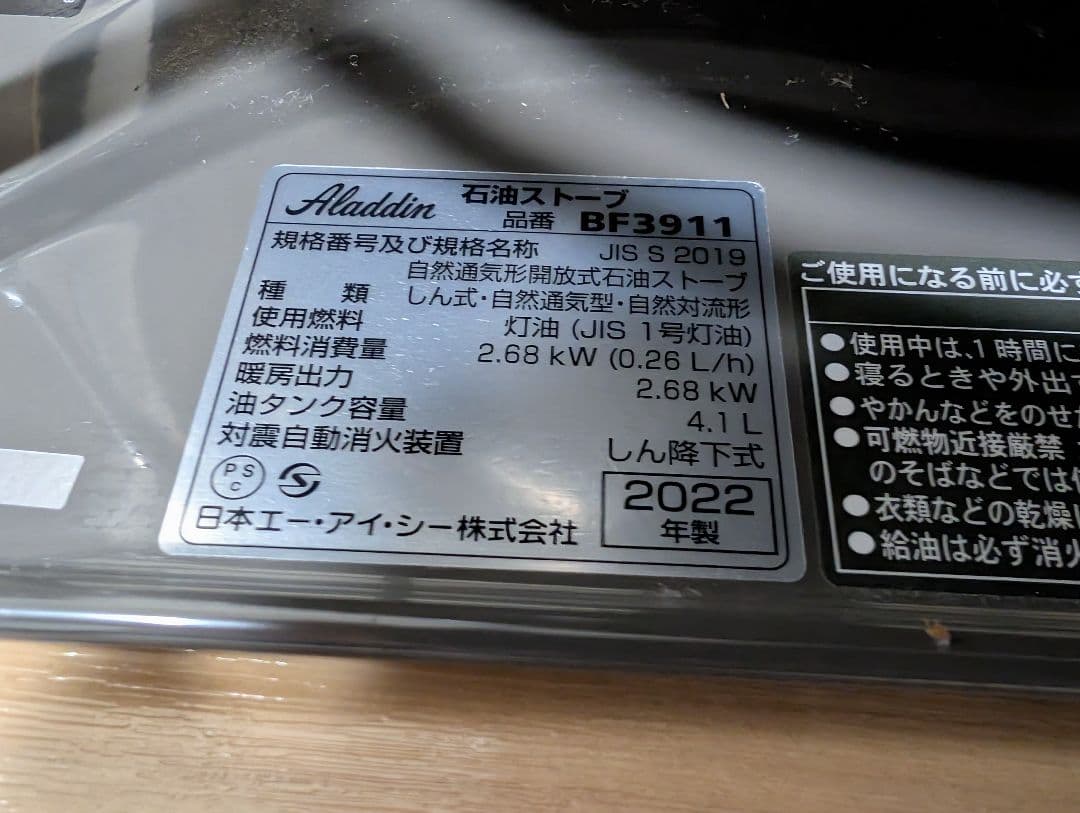 Aladdin 石油ストーブ
品番 BF3911
規格番号及び規格名称 JIS S 2019
自然通気形開放式石油ストーブ
種 類 しん式・自然通気型・自然対流形
使用燃料 灯油 (JIS 1号灯油)
燃料消費量 2.68 kW (0.26 L/h)
暖房出力 2.68 kW
油タンク容量 4.1 L
対震自動消火装置 しん降下式
PS
C
日本エー・アイ・シー株式会社
2022
年製
ご使用になる前に必ず
●使用中は、1時間に
●寝るときや外出
●やかんなどをのせ
●可燃物近接厳禁
のそばなどでは
●衣類などの乾燥
●給油は必ず消火